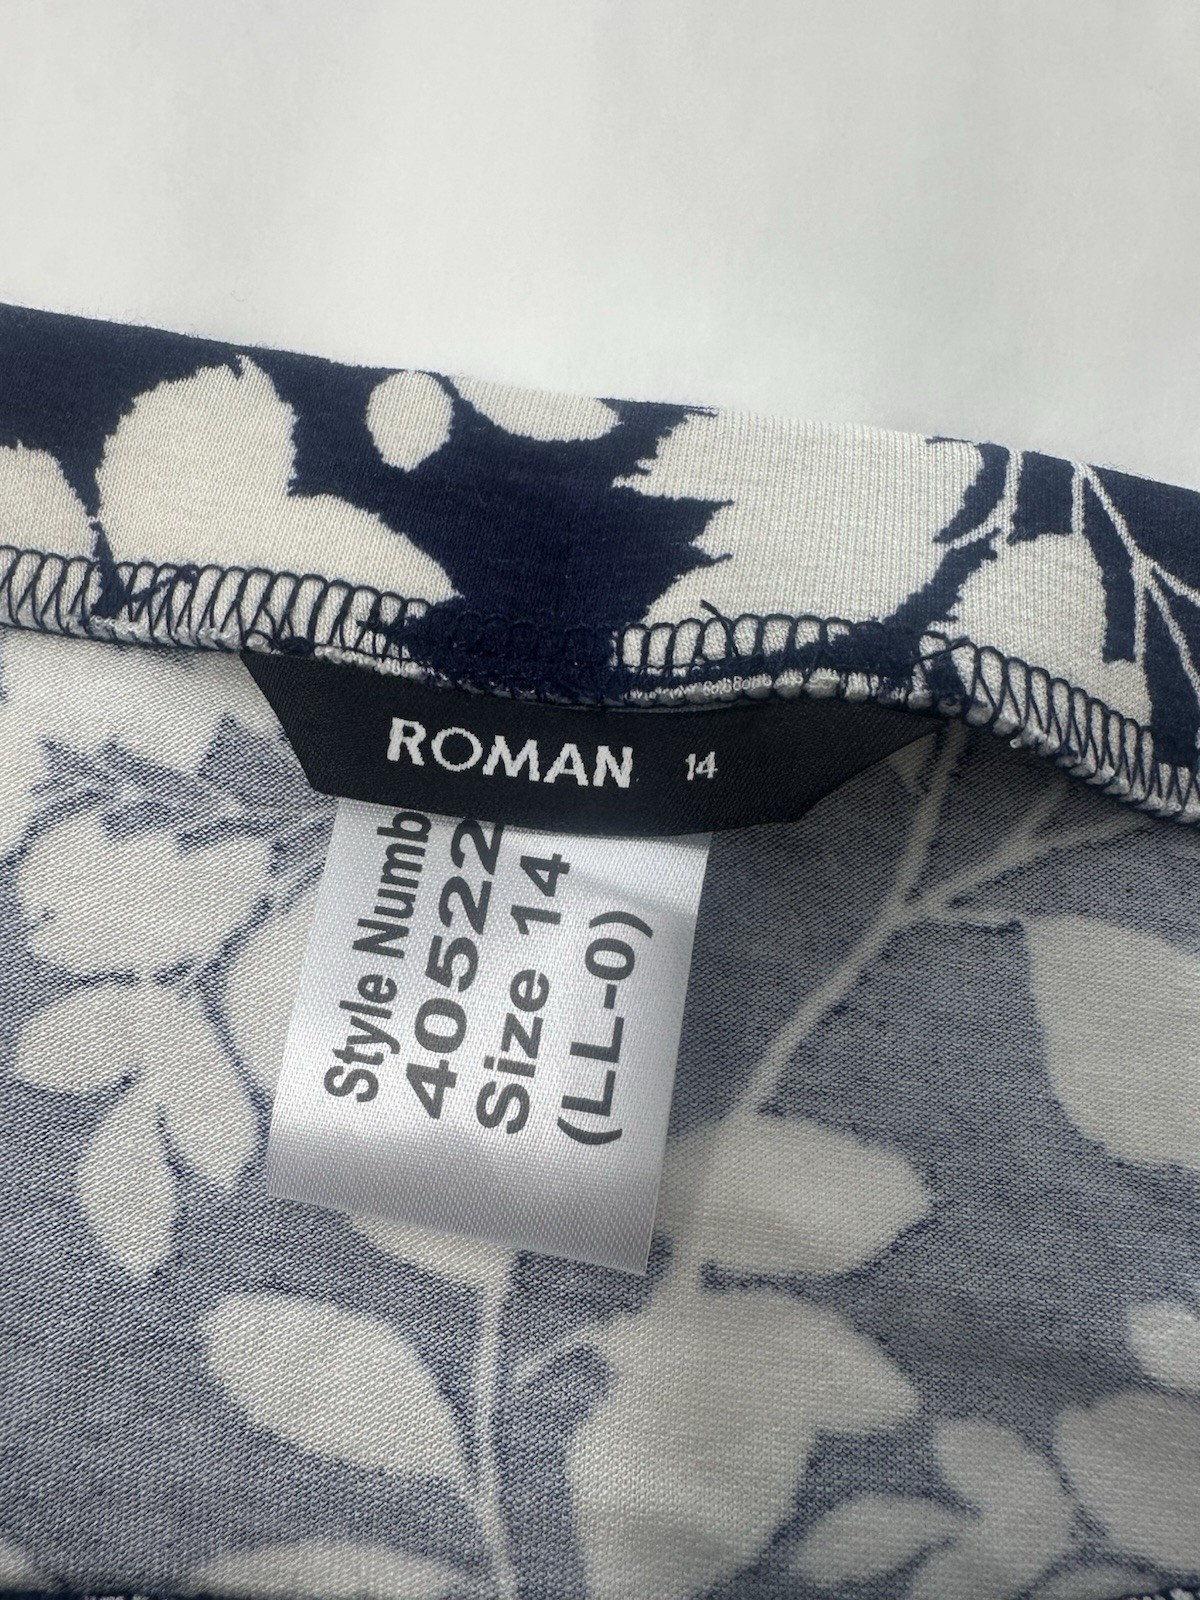 ROMAN 14
Style Numb
40522
Size 14
(LL-0)